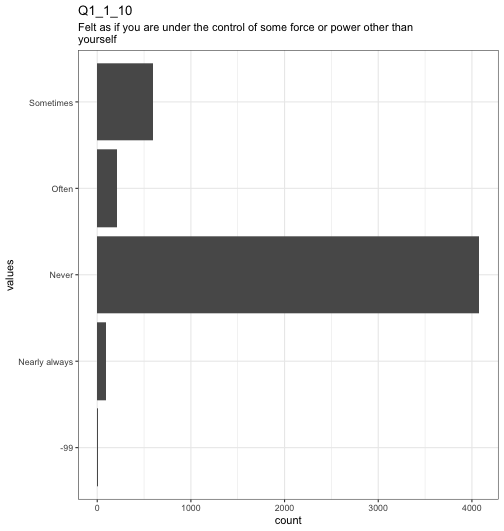 Q1_1_10
Felt as if you are under the control of some force or power other than
yourself
Sometimes
Often
Never
Nearly always
-99
values
0
1000
2000
3000
4000
count